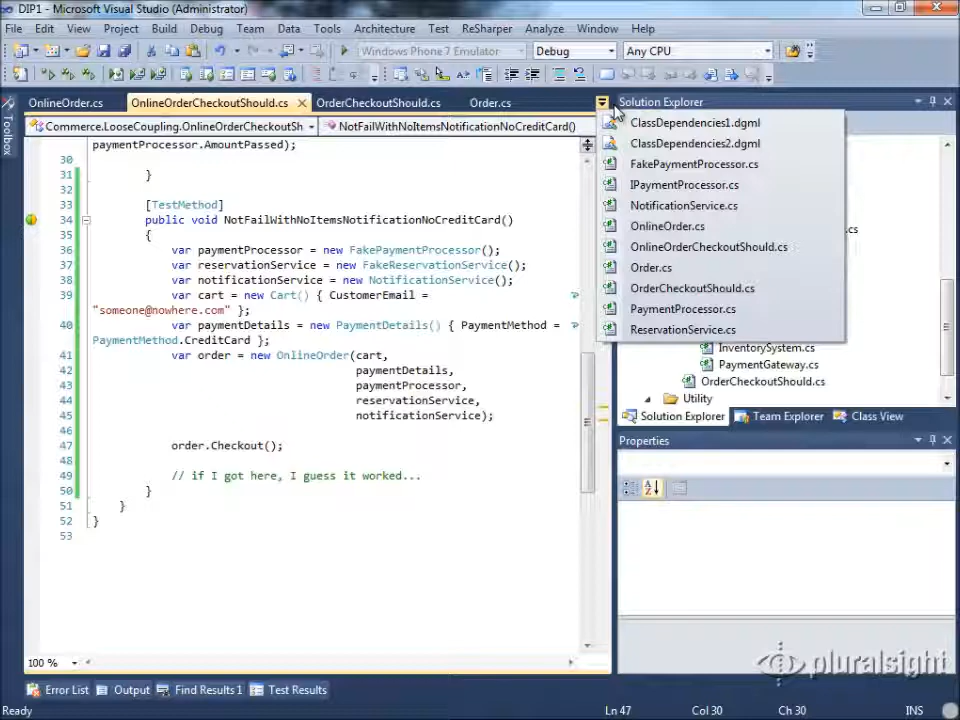 DIP1 - Microsoft Visual Studio (Administrator)
File Edit View Project Build Debug Team Data Tools Architecture Test ReSharper Analyze Window Help
Windows Phone 7 Emulator Debug Any CPU
OnlineOrder.cs OnlineOrderCheckoutShould.cs OrderCheckoutShould.cs Order.cs
Solution Explorer
Toolbox
Commerce.LooseCoupling.OnlineOrderCheckoutSh NotFailWithNoItemsNotificationNoCreditCard()
ClassDependencies1.dgml
ClassDependencies2.dgml
FakePaymentProcessor.cs
IPaymentProcessor.cs
NotificationService.cs
OnlineOrder.cs
OnlineOrderCheckoutShould.cs
Order.cs
OrderCheckoutShould.cs
PaymentProcessor.cs
ReservationService.cs
.cs
InventorySystem.cs
PaymentGateway.cs
OrderCheckoutShould.cs
Utility
Solution Explorer Team Explorer Class View
Properties
paymentProcessor.AmountPassed);
30
31 }
32
33 [TestMethod]
34 public void NotFailWithNoItemsNotificationNoCreditCard()
35 {
36 var paymentProcessor = new FakePaymentProcessor();
37 var reservationService = new FakeReservationService();
38 var notificationService = new NotificationService();
39 var cart = new Cart() { CustomerEmail =
"someone@nowhere.com" };
40 var paymentDetails = new PaymentDetails() { PaymentMethod =
PaymentMethod.CreditCard };
41 var order = new OnlineOrder(cart,
42 paymentDetails,
43 paymentProcessor,
44 reservationService,
45 notificationService);
46
47 order.Checkout();
48
49 // if I got here, I guess it worked...
50 }
51 }
52 }
53
100 %
pluralsight
Error List Output Find Results 1 Test Results
Ready Ln 47 Col 30 Ch 30 INS